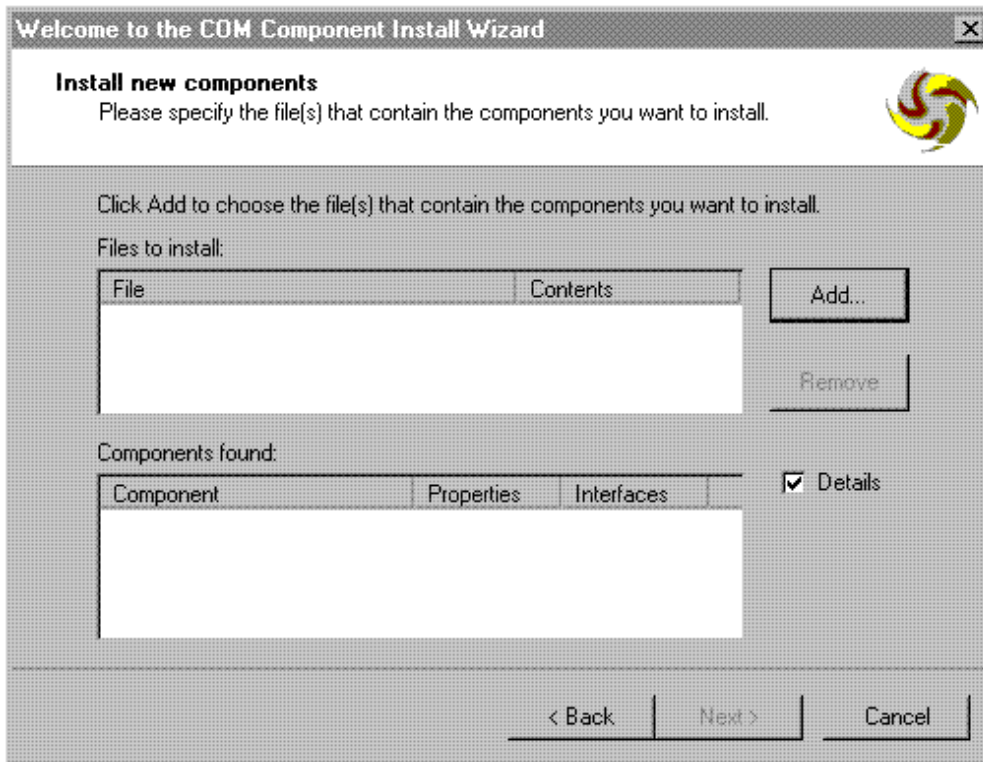 Welcome to the COM Component Install Wizard
Install new components
Please specify the file(s) that contain the components you want to install.
Click Add to choose the file(s) that contain the components you want to install.
Files to install:
File Contents
Add...
Remove
Components found:
Component Properties Interfaces
Details
< Back Next > Cancel